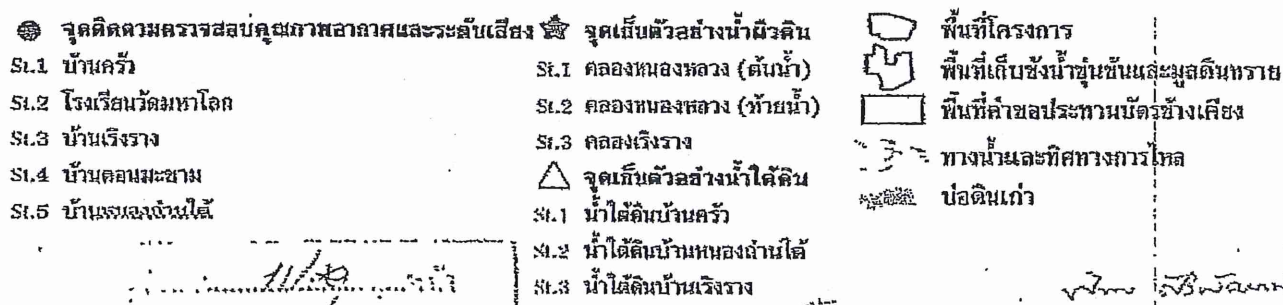 จุดติดตามตรวจสอบคุณภาพอากาศและระดับเสียง
St.1 บ้านครัว
St.2 โรงเรียนวัดมหาโลก
St.3 บ้านเริงราง
St.4 บ้านดอนมะขาม
St.5 บ้านหนองถ่านใต้
จุดเก็บตัวอย่างน้ำผิวดิน
St.1 คลองหนองหลวง (ต้นน้ำ)
St.2 คลองหนองหลวง (ท้ายน้ำ)
St.3 คลองเริงราง
จุดเก็บตัวอย่างน้ำใต้ดิน
St.1 น้ำใต้ดินบ้านครัว
St.2 น้ำใต้ดินบ้านหนองถ่านใต้
St.3 น้ำใต้ดินบ้านเริงราง
พื้นที่โครงการ
พื้นที่เก็บขังน้ำขุ่นข้นและมูลดินทราย
พื้นที่คำขอประทานบัตรข้างเคียง
ทางน้ำและทิศทางการไหล
บ่อดินเก่า